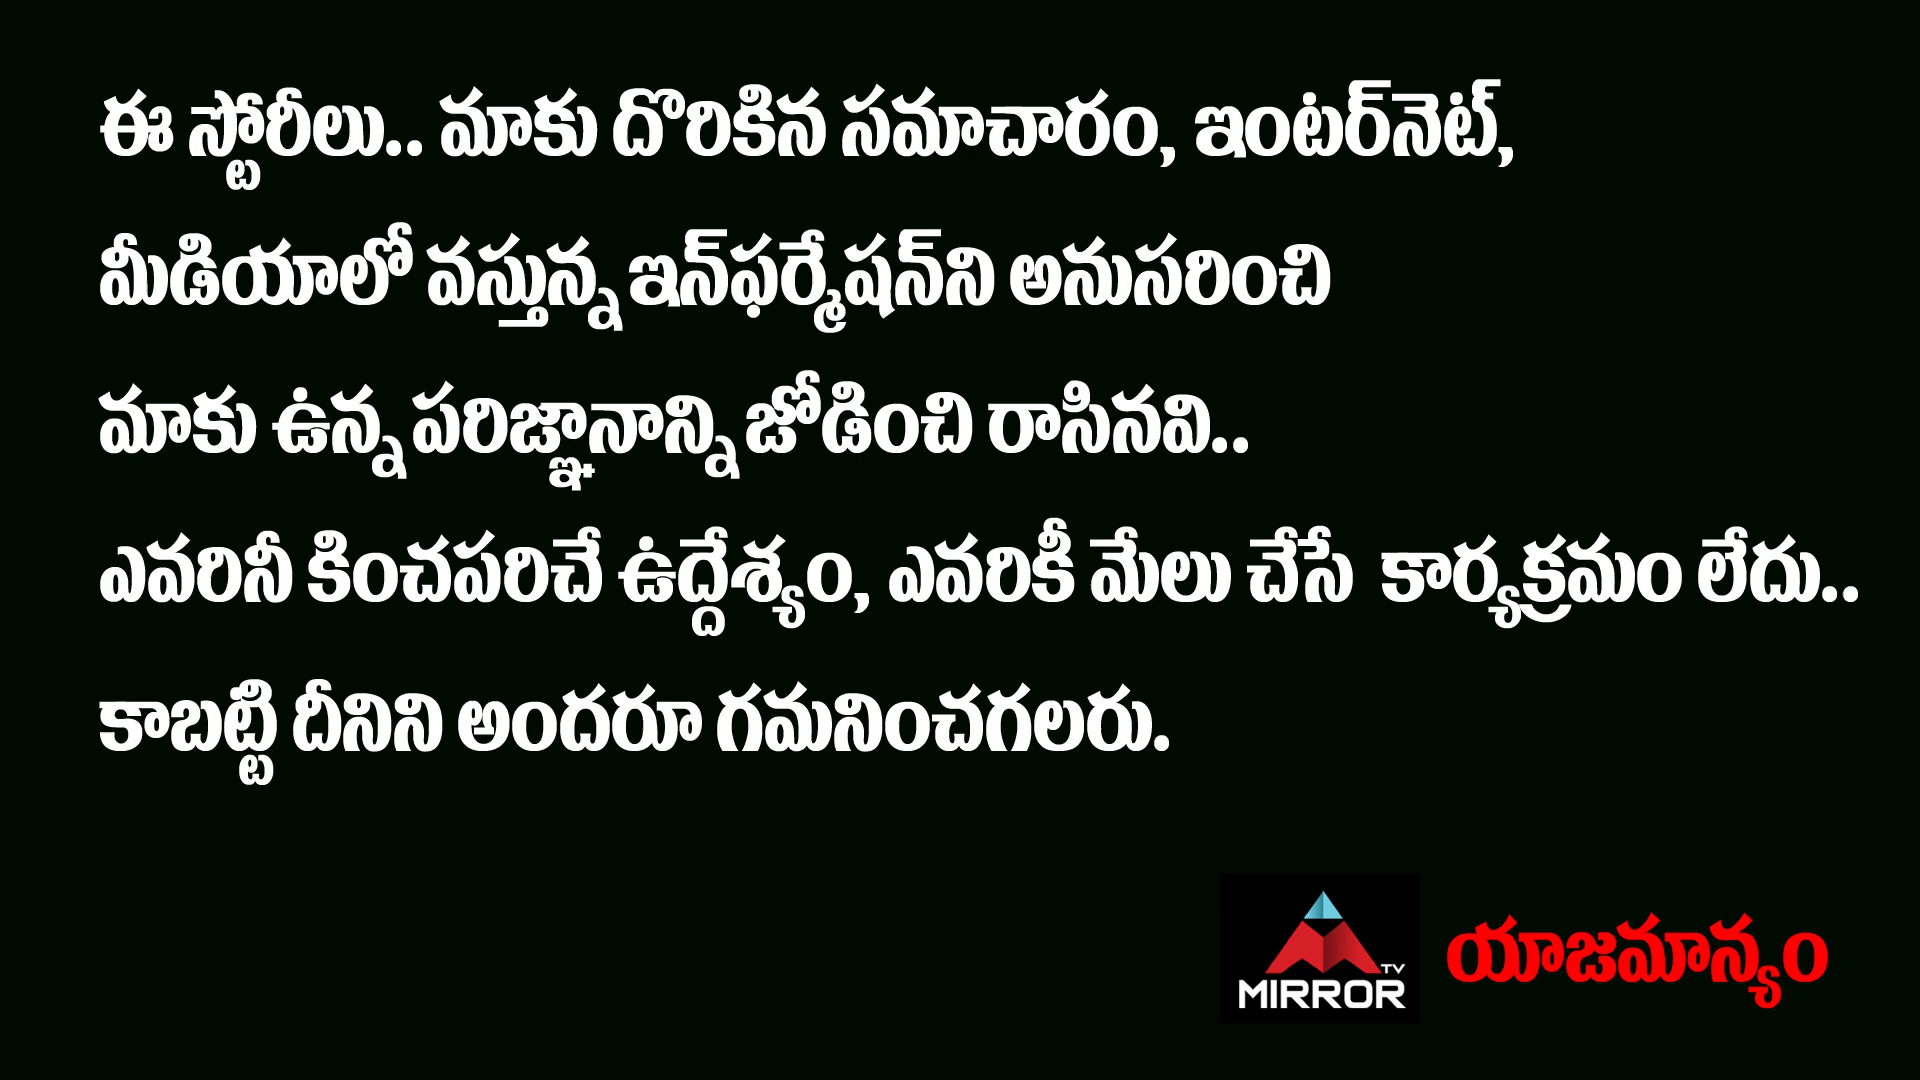 ఈ స్టోరీలు.. మాకు దొరికిన సమాచారం, ఇంటర్‌నెట్,
మీడియాలో వస్తున్న ఇన్‌ఫర్మేషన్‌ని అనుసరించి
మాకు ఉన్న పరిజ్ఞానాన్ని జోడించి రాసినవి..
ఎవరినీ కించపరిచే ఉద్దేశ్యం, ఎవరికీ మేలు చేసే కార్యక్రమం లేదు..
కాబట్టి దీనిని అందరూ గమనించగలరు.
TV
MIRROR
యాజమాన్యం